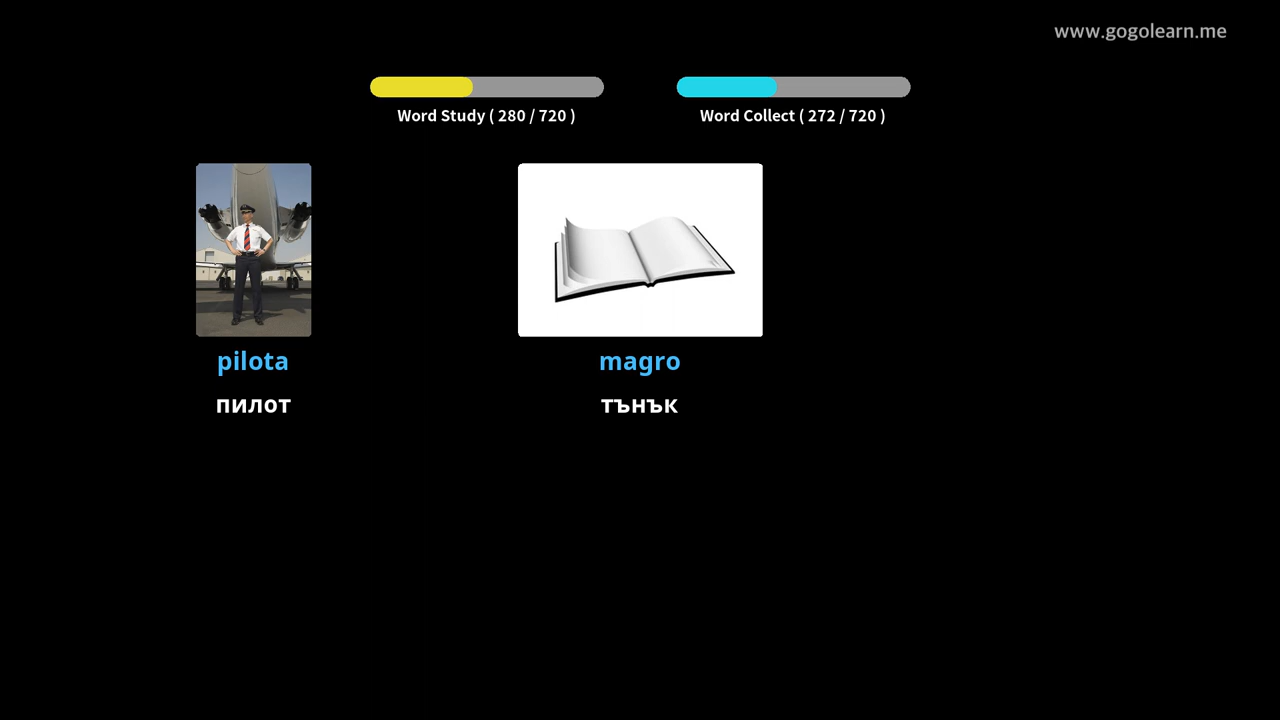 www.gogolearn.me
Word Study ( 280 / 720 )
Word Collect ( 272 / 720 )
pilota
magro
пилот
тънък